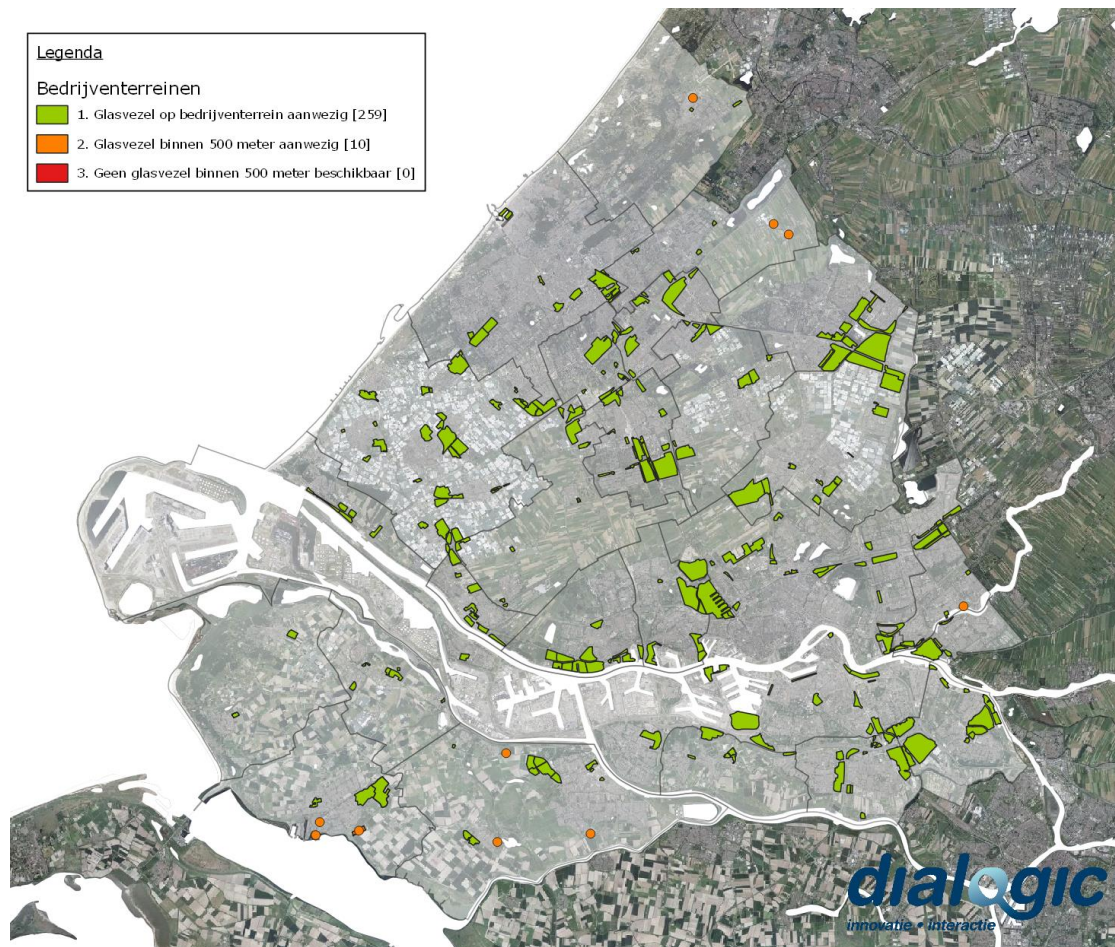 Legenda
Bedrijventerreinen
1. Glasvezel op bedrijventerrein aanwezig [259]
2. Glasvezel binnen 500 meter aanwezig [10]
3. Geen glasvezel binnen 500 meter beschikbaar [0]
dialogic
innovatie • interactie